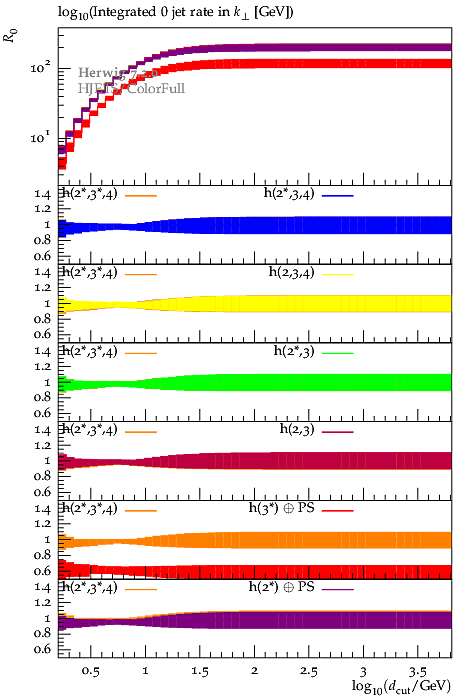 log₁₀(Integrated 0 jet rate in k⊥ [GeV])
R₀
10²
10¹
Herwig 7.2.0
HJETS, ColorFull
h(2*,3*,4) h(2*,3,4)
1.4
1.2
1
0.8
0.6
h(2*,3*,4) h(2,3,4)
1.4
1.2
1
0.8
0.6
h(2*,3*,4) h(2*,3)
1.4
1.2
1
0.8
0.6
h(2*,3*,4) h(2,3)
1.4
1.2
1
0.8
0.6
h(2*,3*,4) h(3*) ⊕ PS
1.4
1.2
1
0.8
0.6
h(2*,3*,4) h(2*) ⊕ PS
1.4
1.2
1
0.8
0.6
0.5 1 1.5 2 2.5 3 3.5
log₁₀(d_cut/GeV)